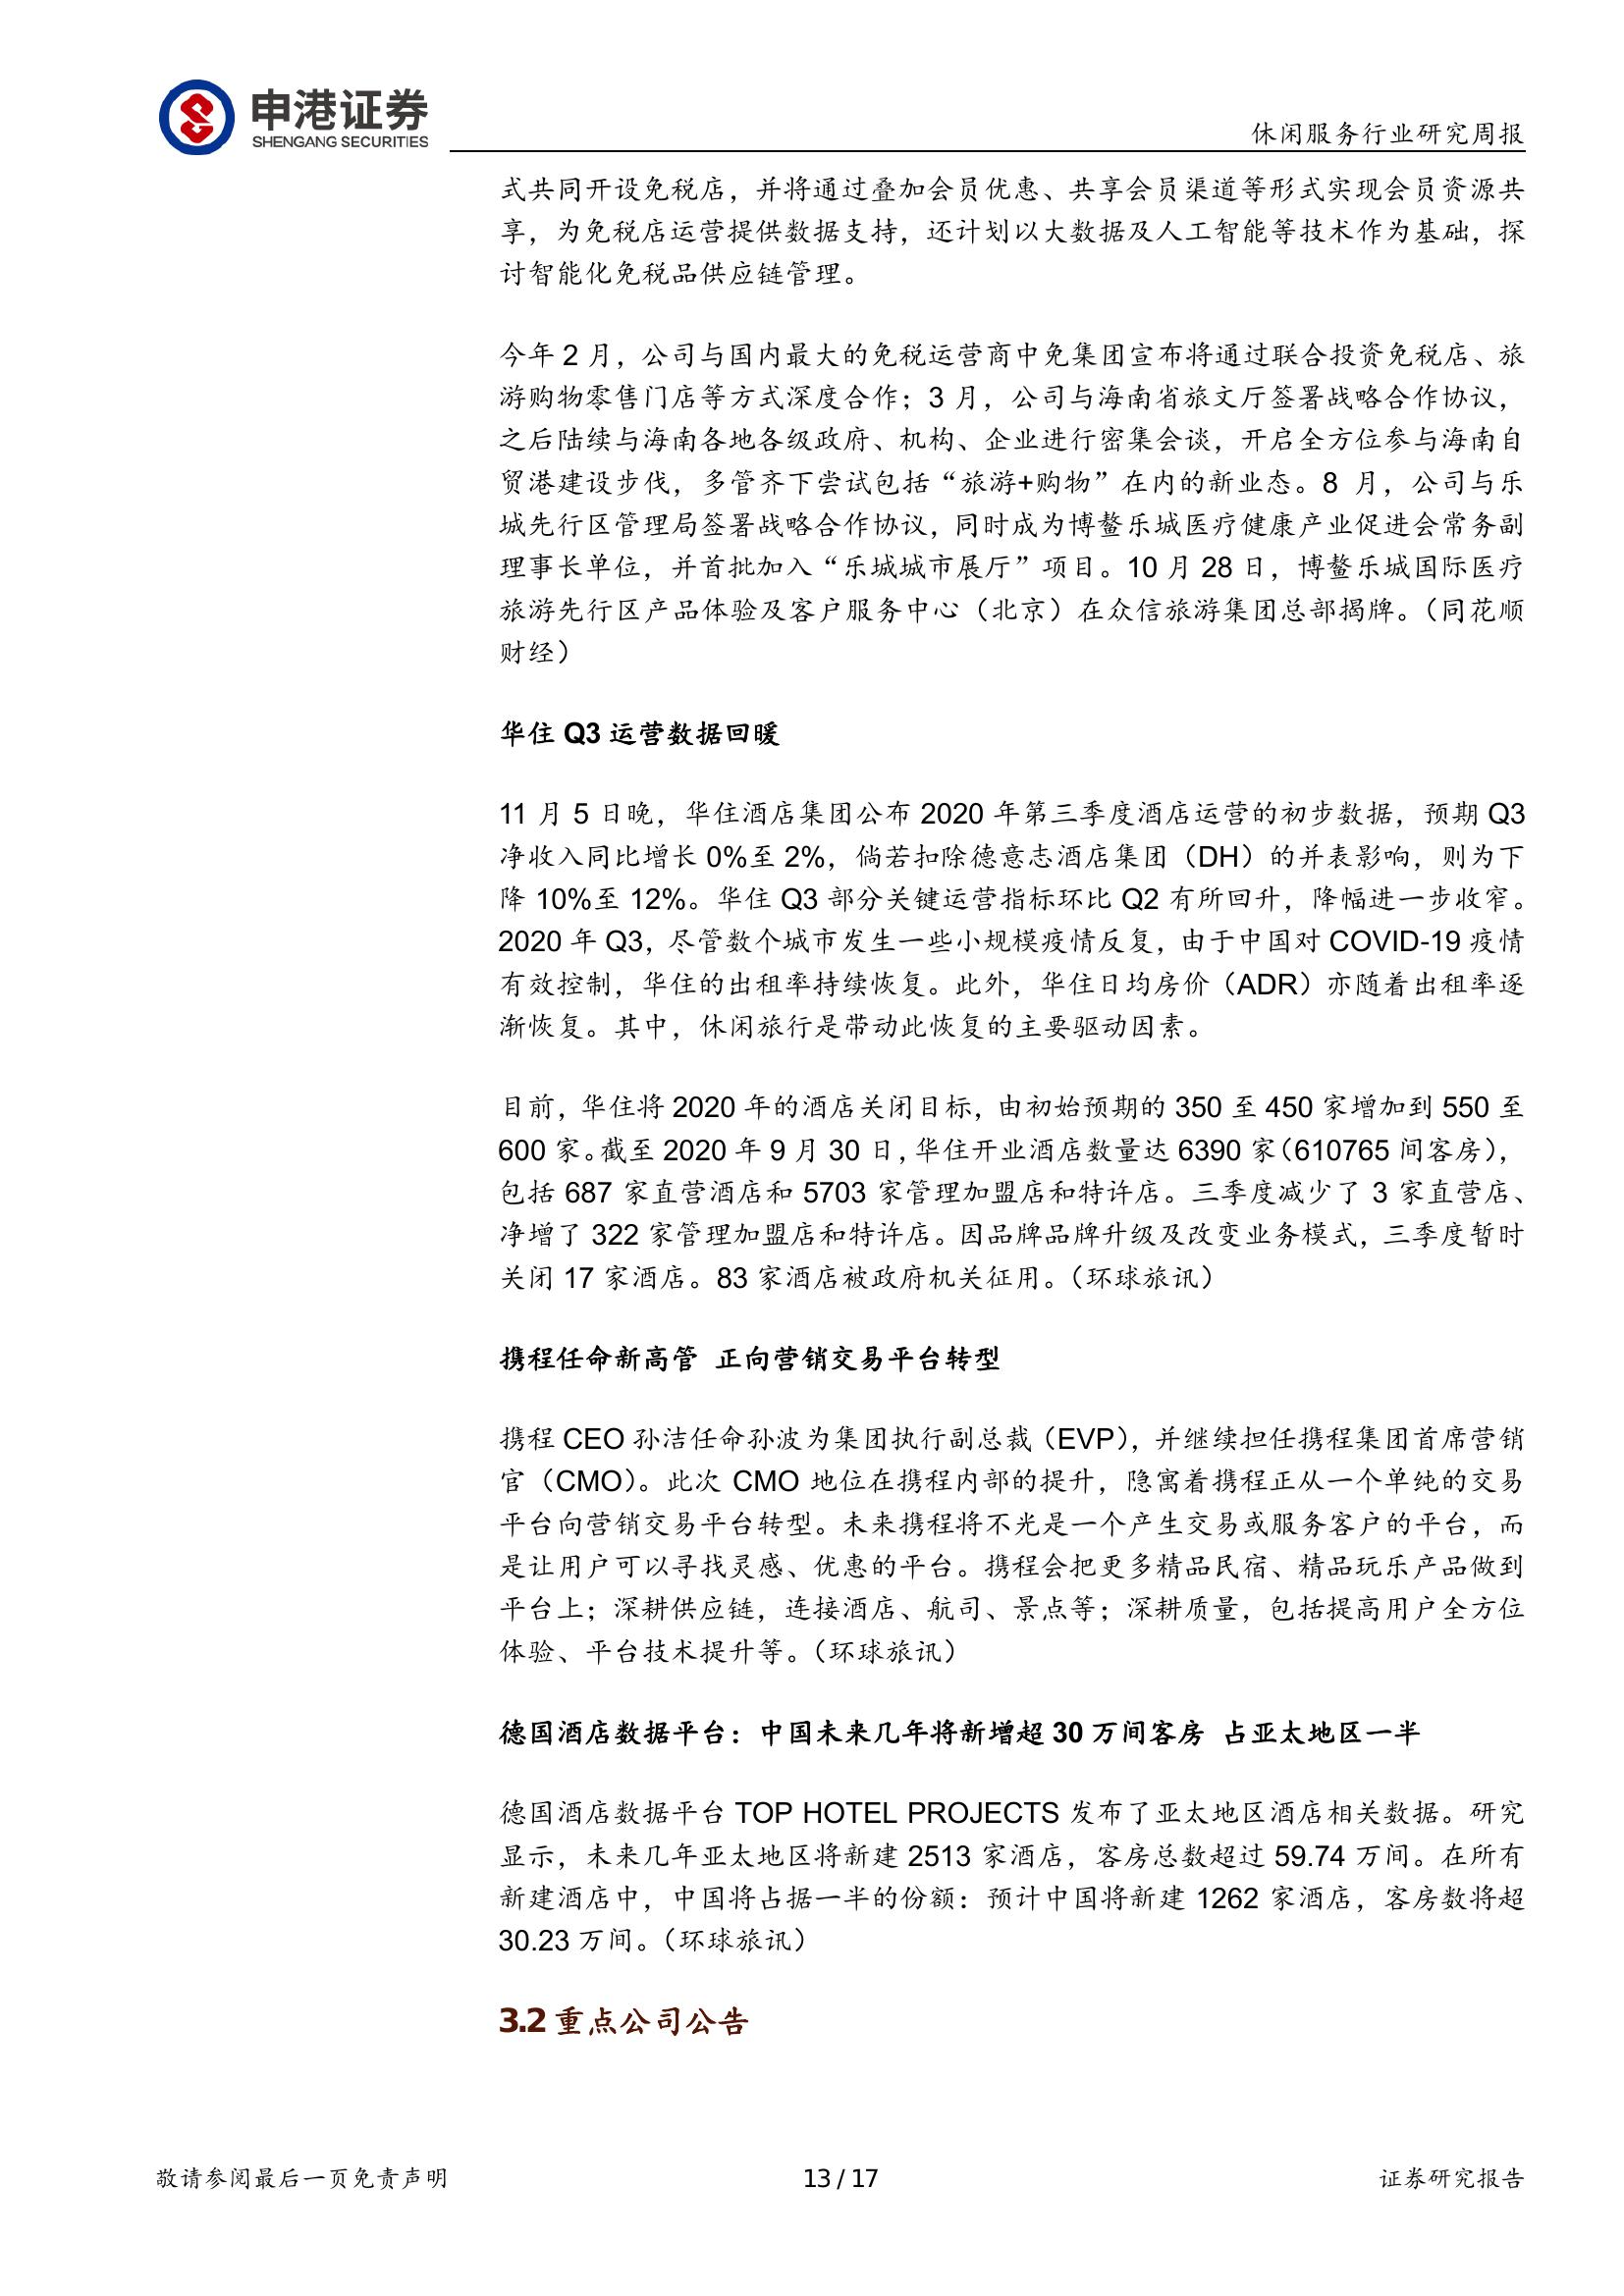 申港证券
SHENGANG SECURITIES
休闲服务行业研究周报
式共同开设免税店，并将通过叠加会员优惠、共享会员渠道等形式实现会员资源共
享，为免税店运营提供数据支持，还计划以大数据及人工智能等技术作为基础，探
讨智能化免税品供应链管理。
今年 2 月，公司与国内最大的免税运营商中免集团宣布将通过联合投资免税店、旅
游购物零售门店等方式深度合作；3 月，公司与海南省旅文厅签署战略合作协议，
之后陆续与海南各地各级政府、机构、企业进行密集会谈，开启全方位参与海南自
贸港建设步伐，多管齐下尝试包括“旅游+购物”在内的新业态。8 月，公司与乐
城先行区管理局签署战略合作协议，同时成为博鳌乐城医疗健康产业促进会常务副
理事长单位，并首批加入“乐城城市展厅”项目。10 月 28 日，博鳌乐城国际医疗
旅游先行区产品体验及客户服务中心（北京）在众信旅游集团总部揭牌。（同花顺
财经）
华住 Q3 运营数据回暖
11 月 5 日晚，华住酒店集团公布 2020 年第三季度酒店运营的初步数据，预期 Q3
净收入同比增长 0%至 2%，倘若扣除德意志酒店集团（DH）的并表影响，则为下
降 10%至 12%。华住 Q3 部分关键运营指标环比 Q2 有所回升，降幅进一步收窄。
2020 年 Q3，尽管数个城市发生一些小规模疫情反复，由于中国对 COVID-19 疫情
有效控制，华住的出租率持续恢复。此外，华住日均房价（ADR）亦随着出租率逐
渐恢复。其中，休闲旅行是带动此恢复的主要驱动因素。
目前，华住将 2020 年的酒店关闭目标，由初始预期的 350 至 450 家增加到 550 至
600 家。截至 2020 年 9 月 30 日，华住开业酒店数量达 6390 家（610765 间客房），
包括 687 家直营酒店和 5703 家管理加盟店和特许店。三季度减少了 3 家直营店、
净增了 322 家管理加盟店和特许店。因品牌品牌升级及改变业务模式，三季度暂时
关闭 17 家酒店。83 家酒店被政府机关征用。（环球旅讯）
携程任命新高管 正向营销交易平台转型
携程 CEO 孙洁任命孙波为集团执行副总裁（EVP），并继续担任携程集团首席营销
官（CMO）。此次 CMO 地位在携程内部的提升，隐寓着携程正从一个单纯的交易
平台向营销交易平台转型。未来携程将不光是一个产生交易或服务客户的平台，而
是让用户可以寻找灵感、优惠的平台。携程会把更多精品民宿、精品玩乐产品做到
平台上；深耕供应链，连接酒店、航司、景点等；深耕质量，包括提高用户全方位
体验、平台技术提升等。（环球旅讯）
德国酒店数据平台：中国未来几年将新增超 30 万间客房 占亚太地区一半
德国酒店数据平台 TOP HOTEL PROJECTS 发布了亚太地区酒店相关数据。研究
显示，未来几年亚太地区将新建 2513 家酒店，客房总数超过 59.74 万间。在所有
新建酒店中，中国将占据一半的份额：预计中国将新建 1262 家酒店，客房数将超
30.23 万间。（环球旅讯）
3.2 重点公司公告
敬请参阅最后一页免责声明
13 / 17
证券研究报告